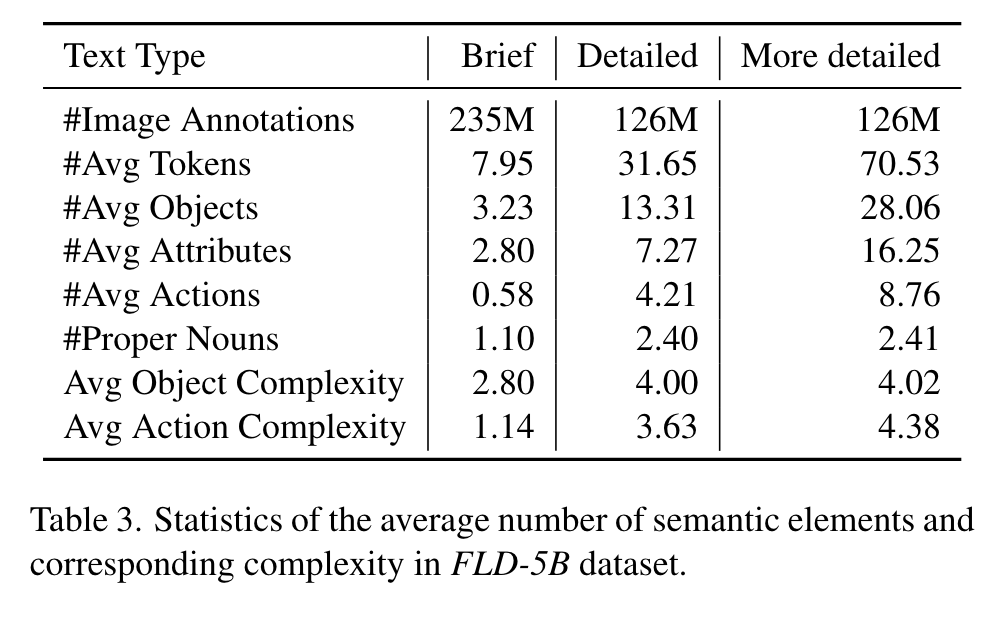 Text Type Brief Detailed More detailed
#Image Annotations 235M 126M 126M
#Avg Tokens 7.95 31.65 70.53
#Avg Objects 3.23 13.31 28.06
#Avg Attributes 2.80 7.27 16.25
#Avg Actions 0.58 4.21 8.76
#Proper Nouns 1.10 2.40 2.41
Avg Object Complexity 2.80 4.00 4.02
Avg Action Complexity 1.14 3.63 4.38
Table 3. Statistics of the average number of semantic elements and
corresponding complexity in FLD-5B dataset.